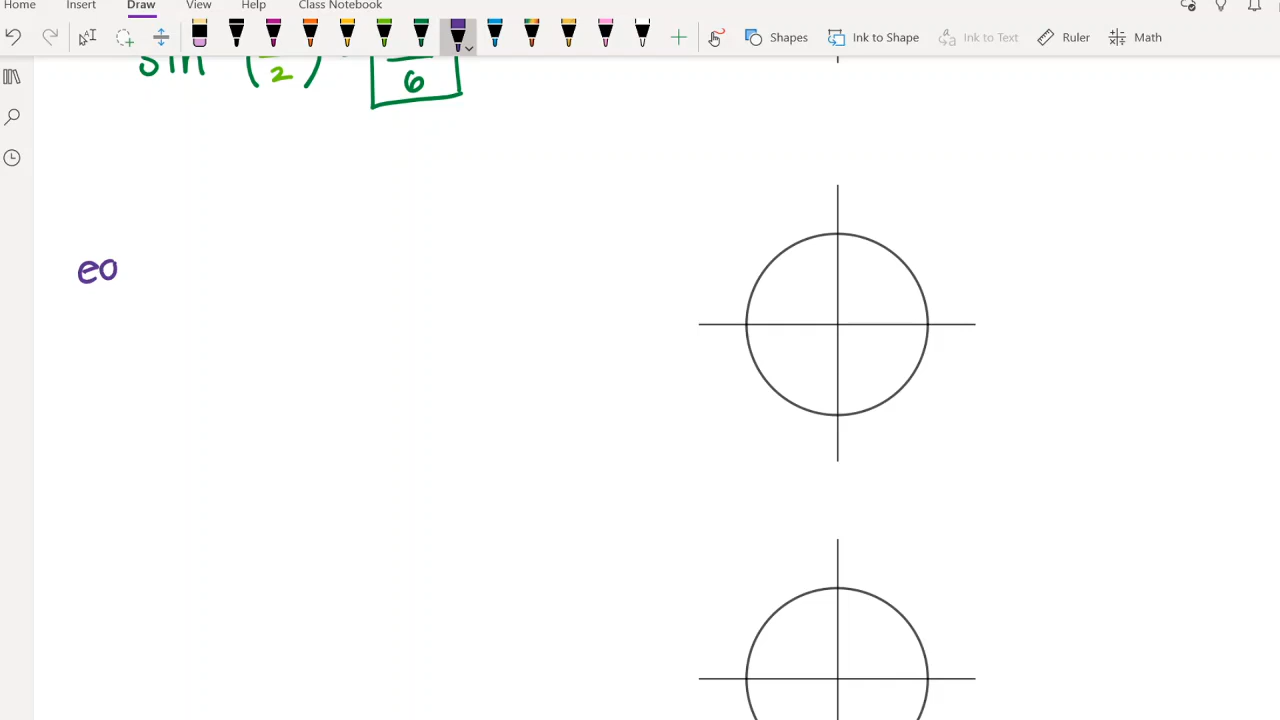 Home Insert Draw View Help Class Notebook
Shapes Ink to Shape Ink to Text Ruler Math
sin ( 2 ) 6
eo